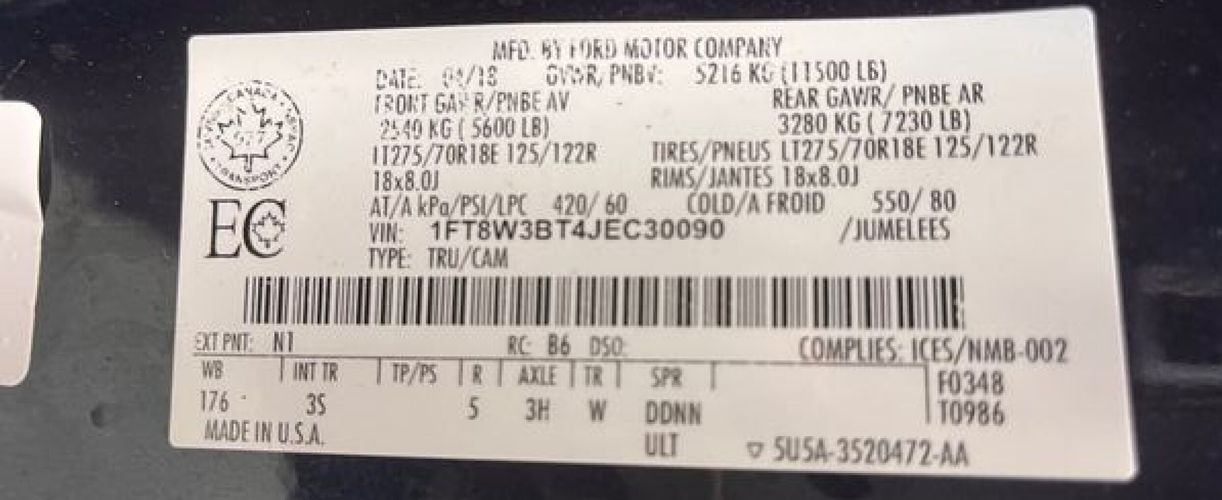 MFD. BY FORD MOTOR COMPANY
DATE: 04/18 GVWR/PNBV: 5216 KG (11500 LB)
FRONT GAWR/PNBE AV REAR GAWR/ PNBE AR
2540 KG ( 5600 LB) 3280 KG ( 7230 LB)
LT275/70R18E 125/122R TIRES/PNEUS LT275/70R18E 125/122R
18x8.0J RIMS/JANTES 18x8.0J
AT/A kPa/PSI/LPC 420/ 60 COLD/A FROID 550/ 80
VIN: 1FT8W3BT4JEC30090 /JUMELEES
TYPE: TRU/CAM
CANADA
977
TRANSPORT
EC
EXT PNT: N1 RC: B6 DSO: COMPLIES: ICES/NMB-002
WB INT TR TP/PS R AXLE TR SPR F0348
176 3S 5 3H W DDNN T0986
MADE IN U.S.A. ULT ▽ 5U5A-3520472-AA